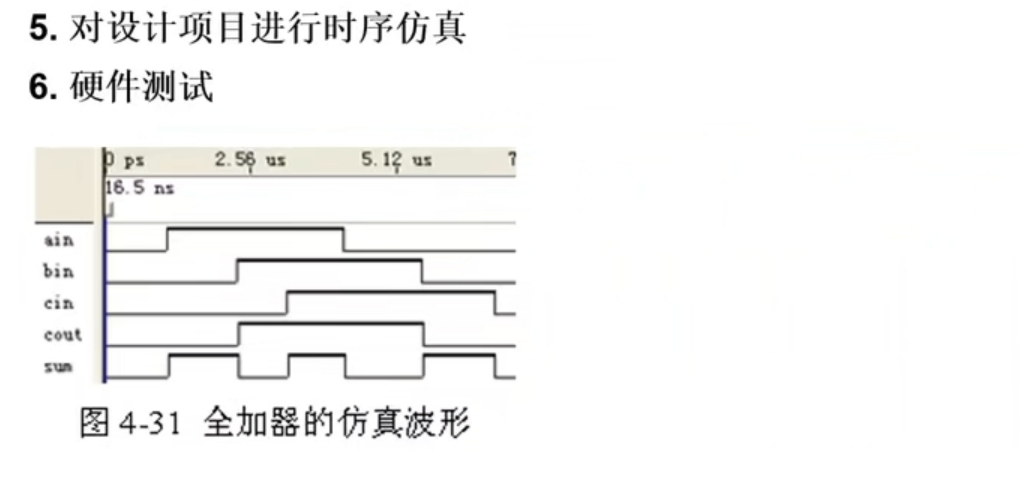 5. 对设计项目进行时序仿真
6. 硬件测试
0 ps 2.56 us 5.12 us 7
16.5 ns
ain
bin
cin
cout
sum
图 4-31 全加器的仿真波形